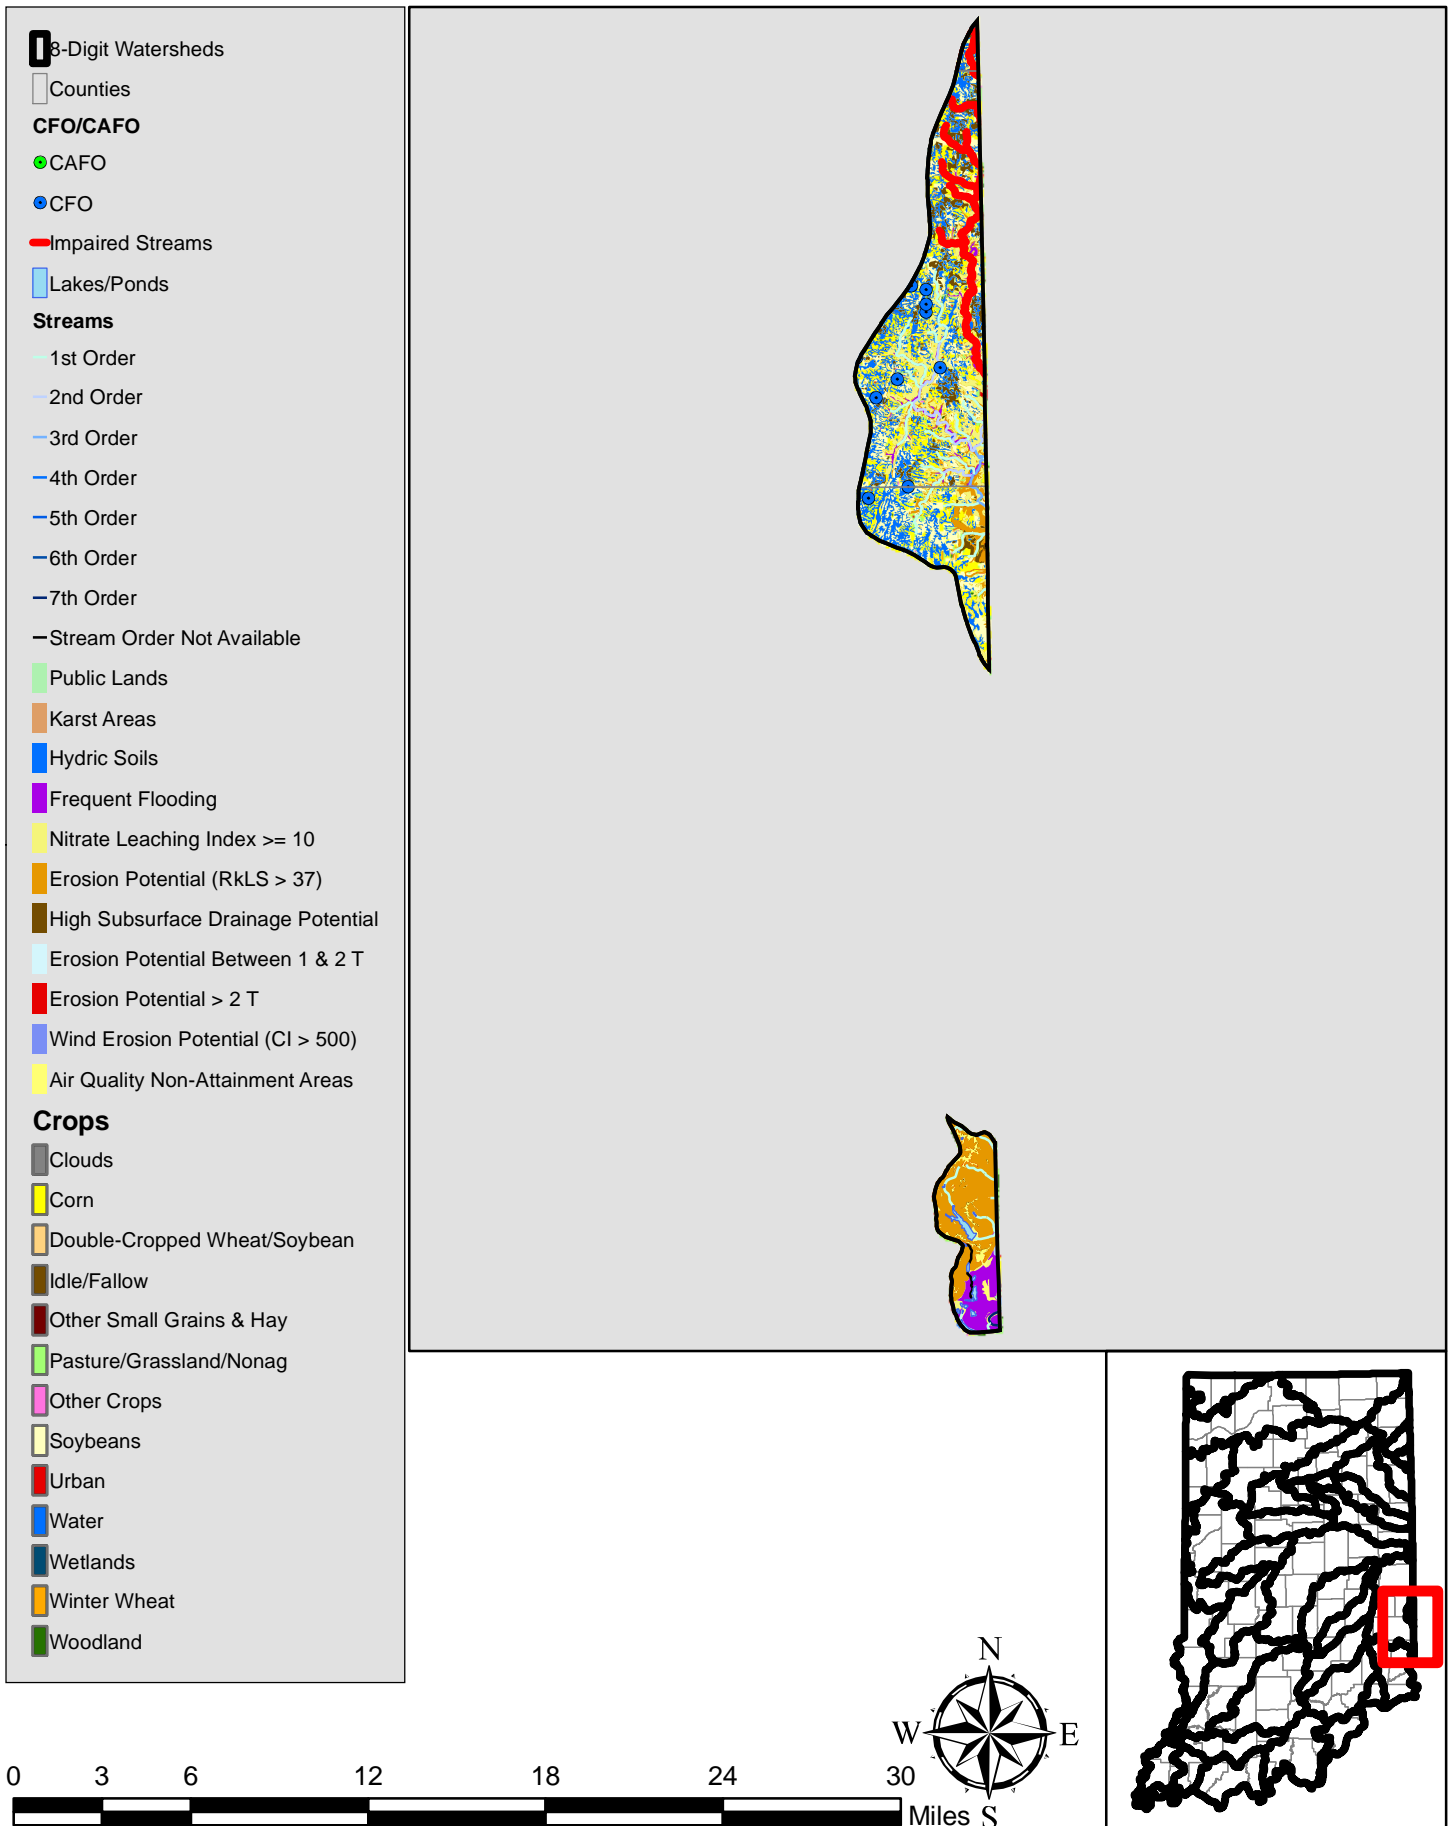 8-Digit Watersheds
Counties
CFO/CAFO
CAFO
CFO
Impaired Streams
Lakes/Ponds
Streams
1st Order
2nd Order
3rd Order
4th Order
5th Order
6th Order
7th Order
Stream Order Not Available
Public Lands
Karst Areas
Hydric Soils
Frequent Flooding
Nitrate Leaching Index >= 10
Erosion Potential (RkLS > 37)
High Subsurface Drainage Potential
Erosion Potential Between 1 & 2 T
Erosion Potential > 2 T
Wind Erosion Potential (CI > 500)
Air Quality Non-Attainment Areas
Crops
Clouds
Corn
Double-Cropped Wheat/Soybean
Idle/Fallow
Other Small Grains & Hay
Pasture/Grassland/Nonag
Other Crops
Soybeans
Urban
Water
Wetlands
Winter Wheat
Woodland
N
W E
S
0 3 6 12 18 24 30
Miles